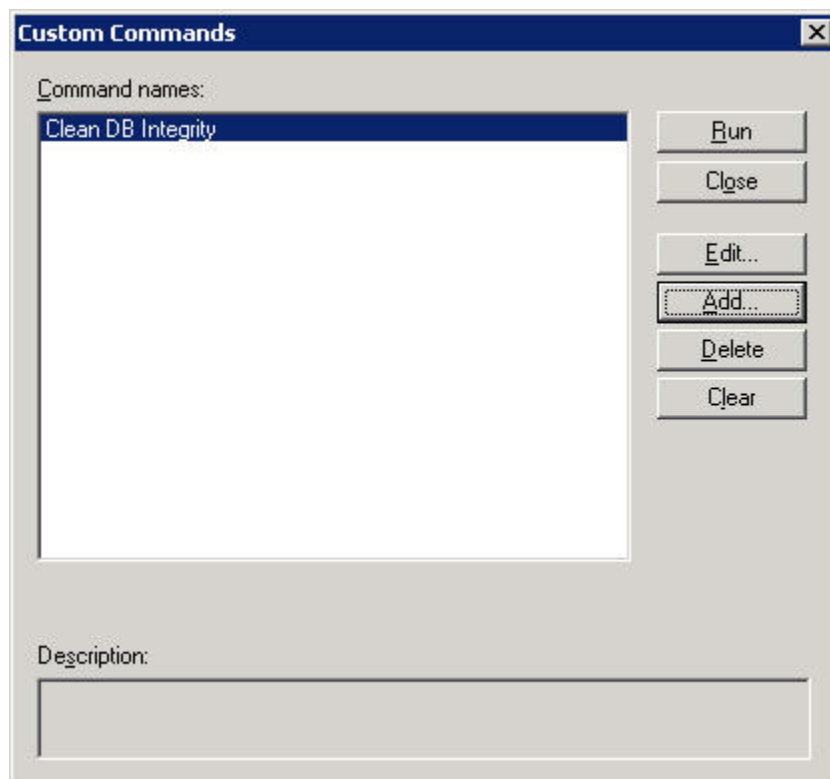 Custom Commands
Command names:
Clean DB Integrity
Run
Close
Edit...
Add...
Delete
Clear
Description: